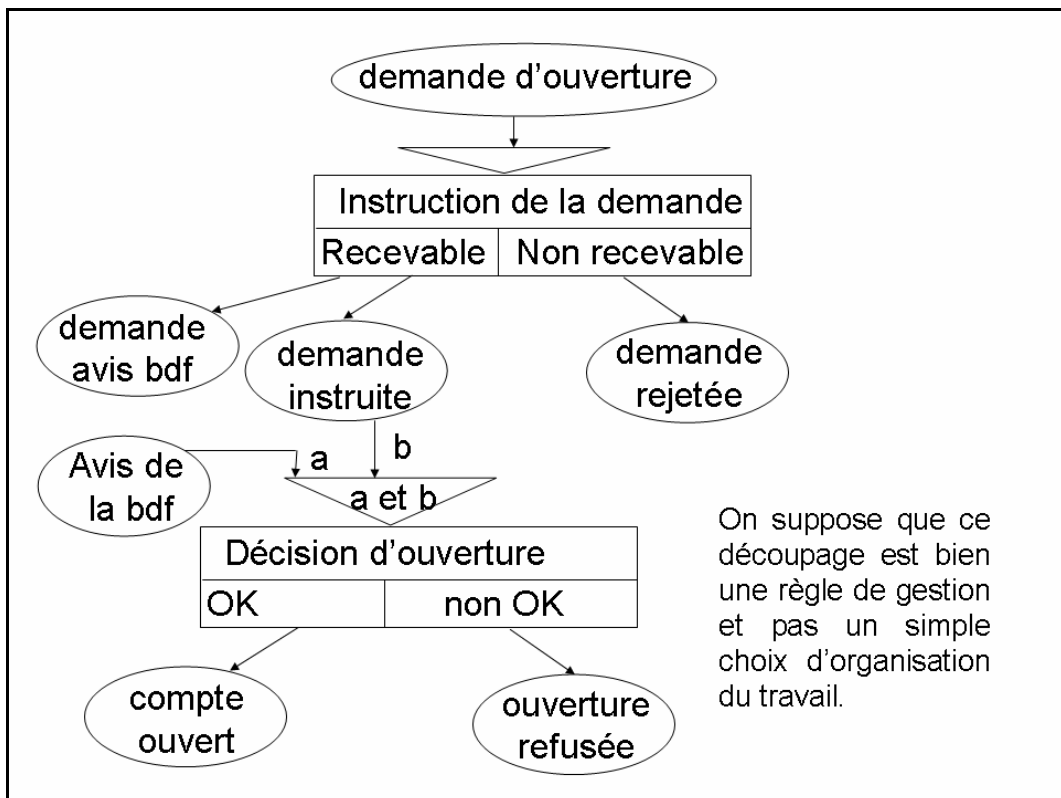 demande d'ouverture
Instruction de la demande
Recevable
Non recevable
demande
avis bdf
demande
instruite
demande
rejetée
Avis de
la bdf
a
b
a et b
Décision d'ouverture
OK
non OK
compte
ouvert
ouverture
refusée
On suppose que ce
découpage est bien
une règle de gestion
et pas un simple
choix d'organisation
du travail.